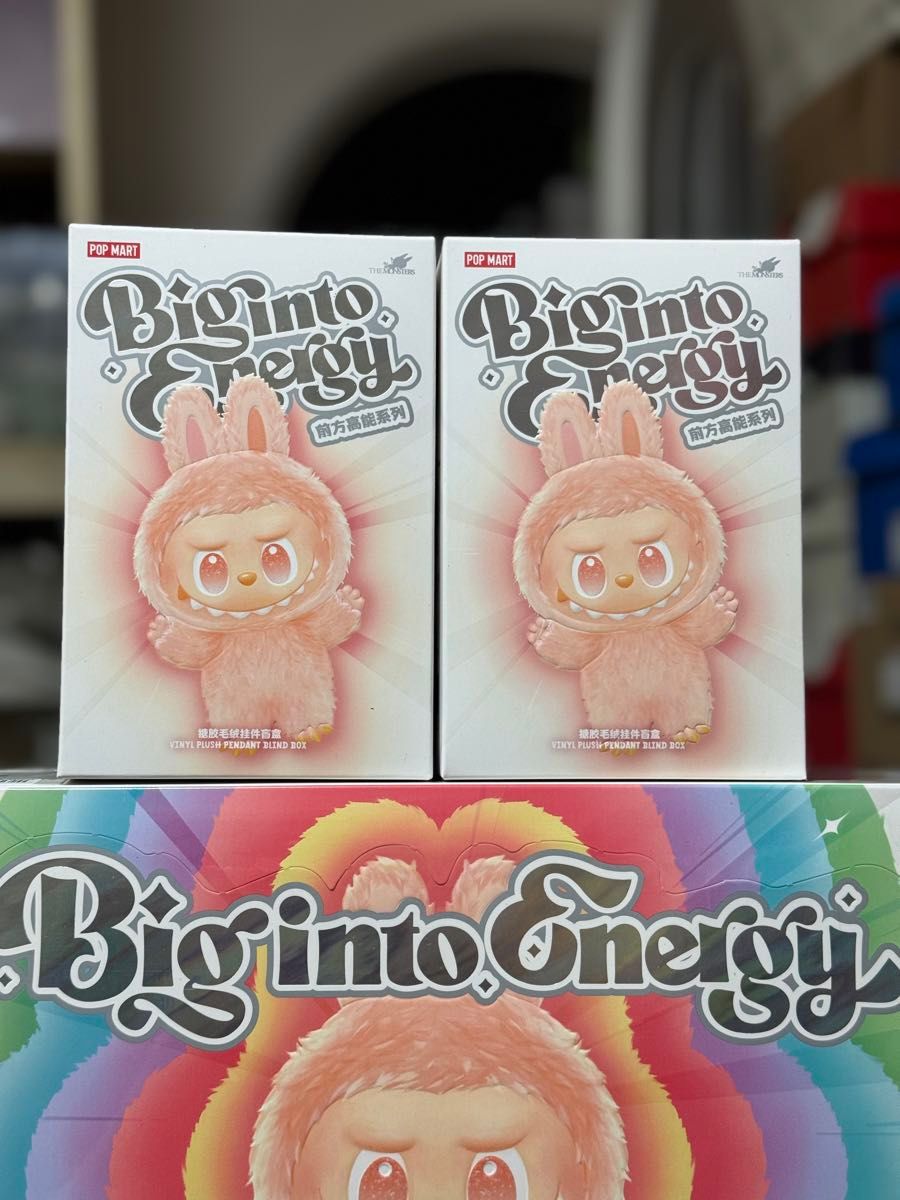 POP MART
THE MONSTERS
Big into
Energy
前方高能系列
搪胶毛绒挂件盲盒
VINYL PLUSH PENDANT BLIND BOX
POP MART
THE MONSTERS
Big into
Energy
前方高能系列
搪胶毛绒挂件盲盒
VINYL PLUSH PENDANT BLIND BOX
Big into Energy